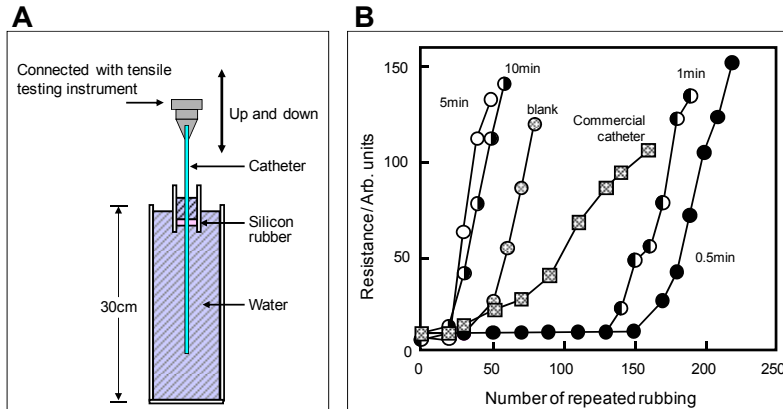 A
Connected with tensile
testing instrument
Up and down
Catheter
Silicon
rubber
Water
30cm
B
150
100
50
0
0
50
100
150
200
250
Resistance/Arb. units
Number of repeated rubbing
5min
10min
blank
Commercial
catheter
1min
0.5min